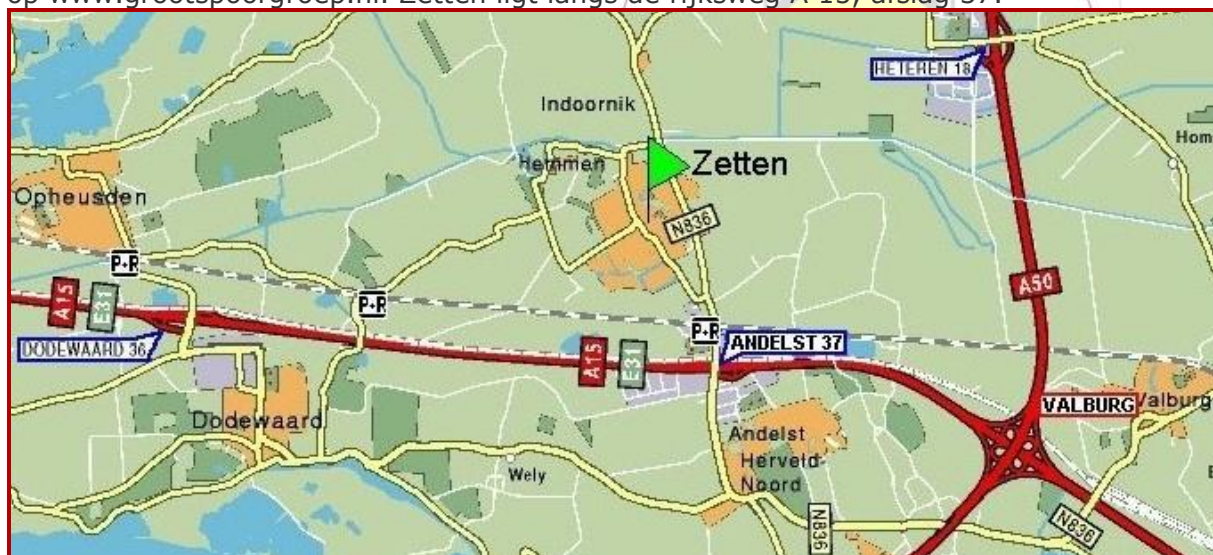 op www.grootspoorgroep.nl. Zetten ligt langs de rijksweg A-15, afslag 37.
HETEREN 18
Indoornik
Hom
Hemmen
Zetten
Opheusden
N836
P+R
A50
A15
E31
P+R
DODEWAARD 36
P+R
ANDELST 37
A15
E31
VALBURG
Valburg
Dodewaard
Andelst
Herveld
Noord
Wely
N836
N836